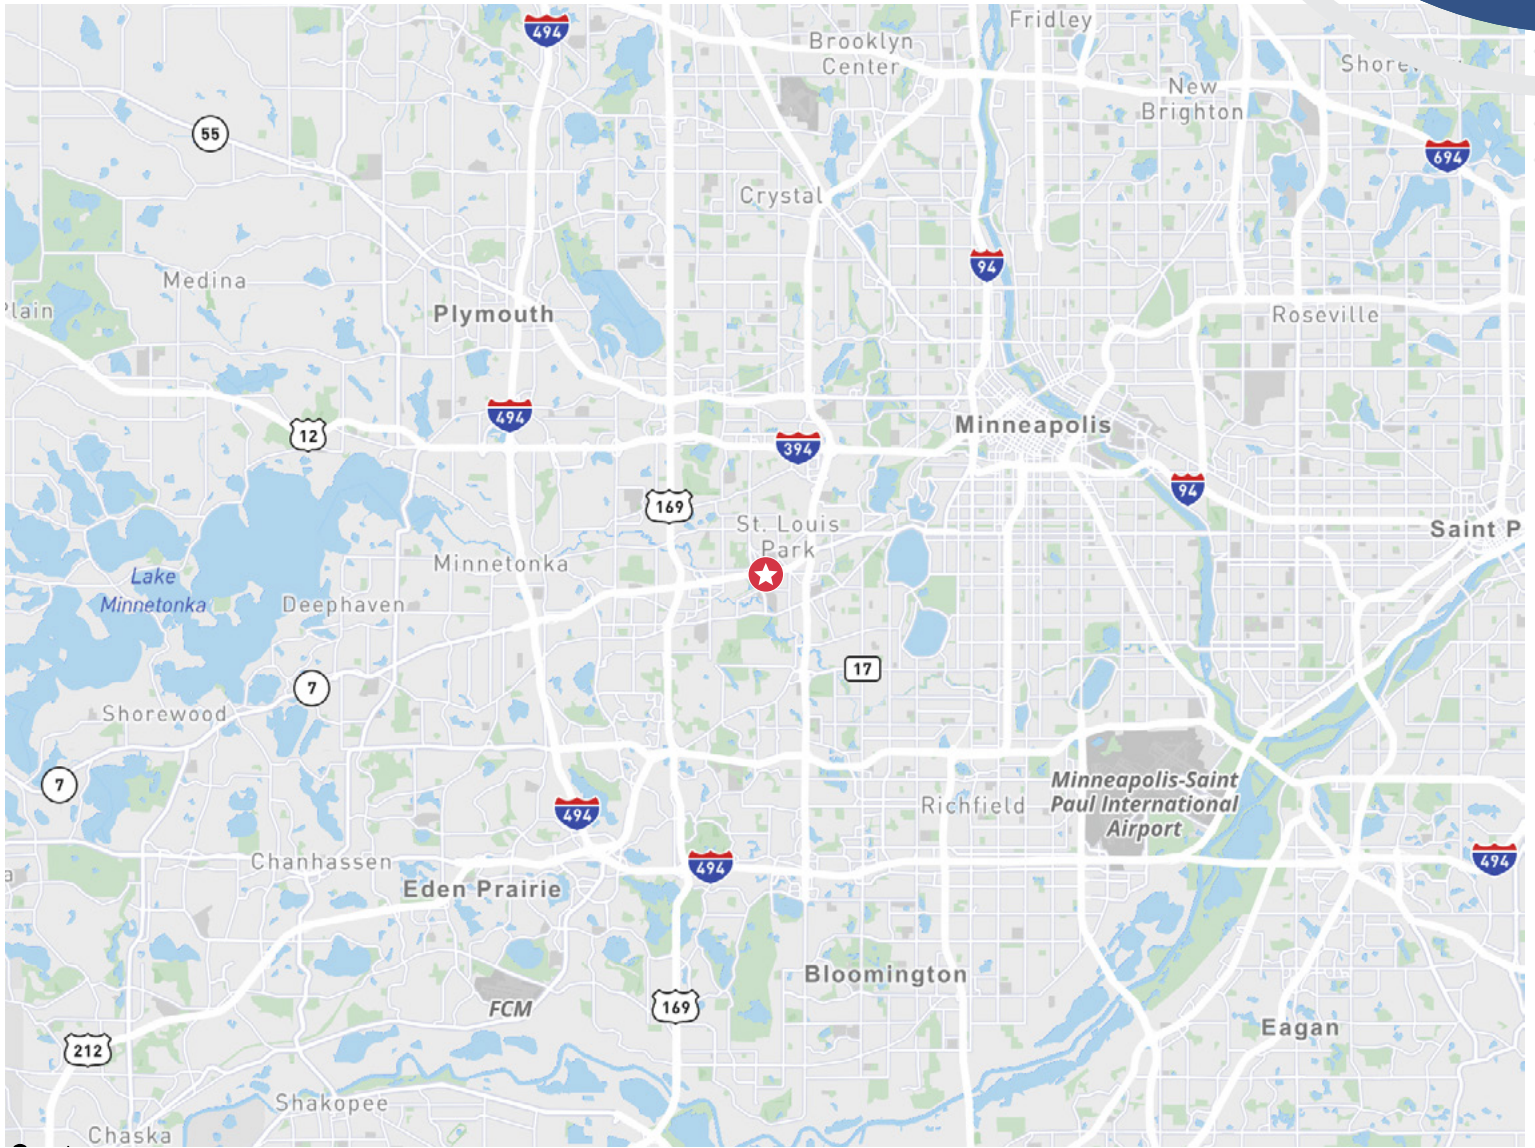 494
Fridley
Brooklyn
Center
Shore
New
Brighton
55
694
Crystal
94
Medina
Plain
Plymouth
Roseville
494
12
394
Minneapolis
169
94
St. Louis
Park
Saint P
Minnetonka
Lake
Minnetonka
Deephaven
7
17
Shorewood
7
Minneapolis-Saint
Paul International
Airport
Richfield
494
494
494
Chanhassen
a
Eden Prairie
Bloomington
FCM
169
Eagan
212
Shakopee
Chaska